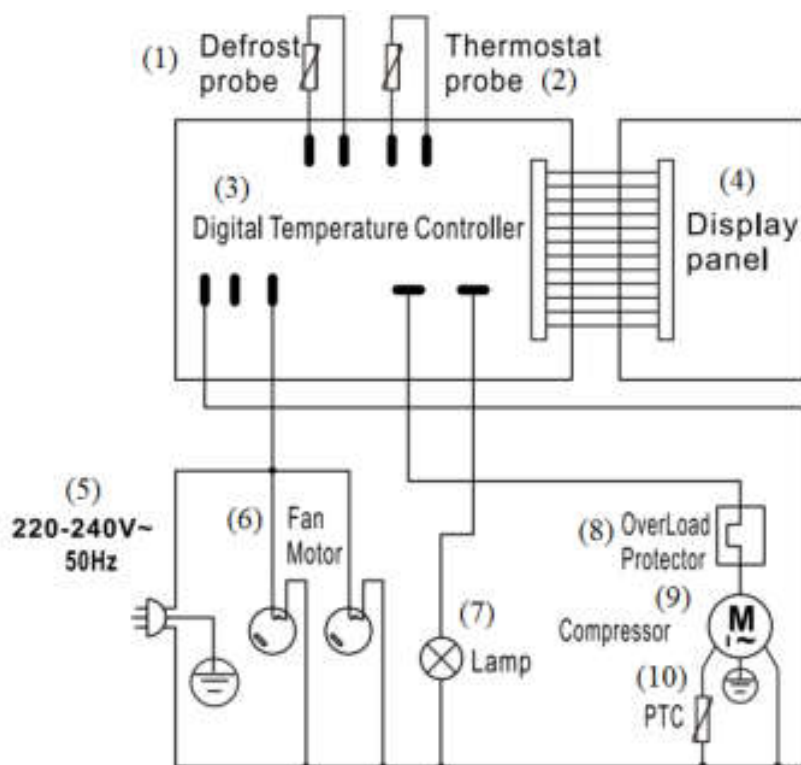 (1) Defrost probe
Thermostat probe (2)
(3)
Digital Temperature Controller
(4)
Display
panel
(5)
220-240V~
50Hz
(6) Fan
Motor
(7)
Lamp
(8) OverLoad
Protector
(9)
Compressor
M
~
(10)
PTC